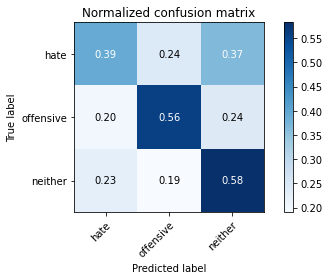 Normalized confusion matrix
True label
hate
0.39 0.24 0.37
offensive
0.20 0.56 0.24
neither
0.23 0.19 0.58
hate
offensive
neither
Predicted label
0.55
0.50
0.45
0.40
0.35
0.30
0.25
0.20